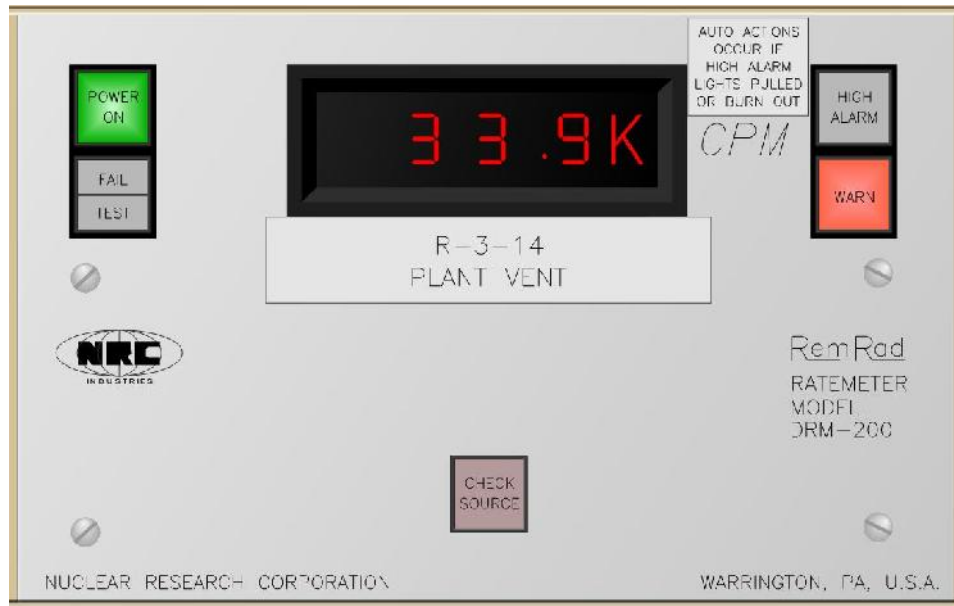 AUTO ACTIONS
OCCUR IF
HIGH ALARM
LIGHTS PULLED
OR BURN OUT
POWER
ON
33.9K
CPM
HIGH
ALARM
FAIL
TEST
WARN
R-3-14
PLANT VENT
NRC
INDUSTRIES
RemRad
RATEMETER
MODEL
DRM-200
CHECK
SOURCE
NUCLEAR RESEARCH CORPORATION
WARRINGTON, PA, U.S.A.